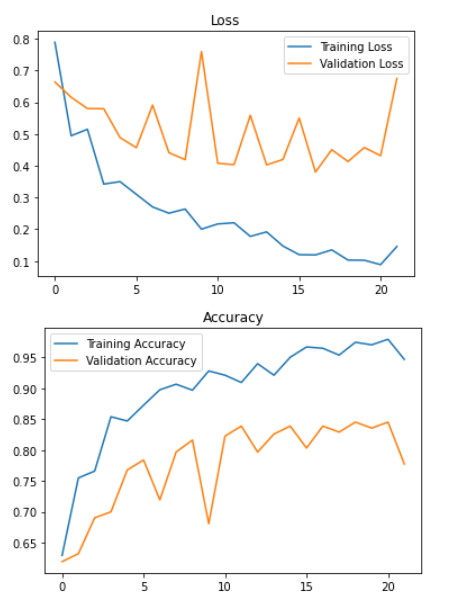 Loss
0.8
0.7
0.6
0.5
0.4
0.3
0.2
0.1
Training Loss
Validation Loss
0 5 10 15 20
Accuracy
0.95
0.90
0.85
0.80
0.75
0.70
0.65
Training Accuracy
Validation Accuracy
0 5 10 15 20